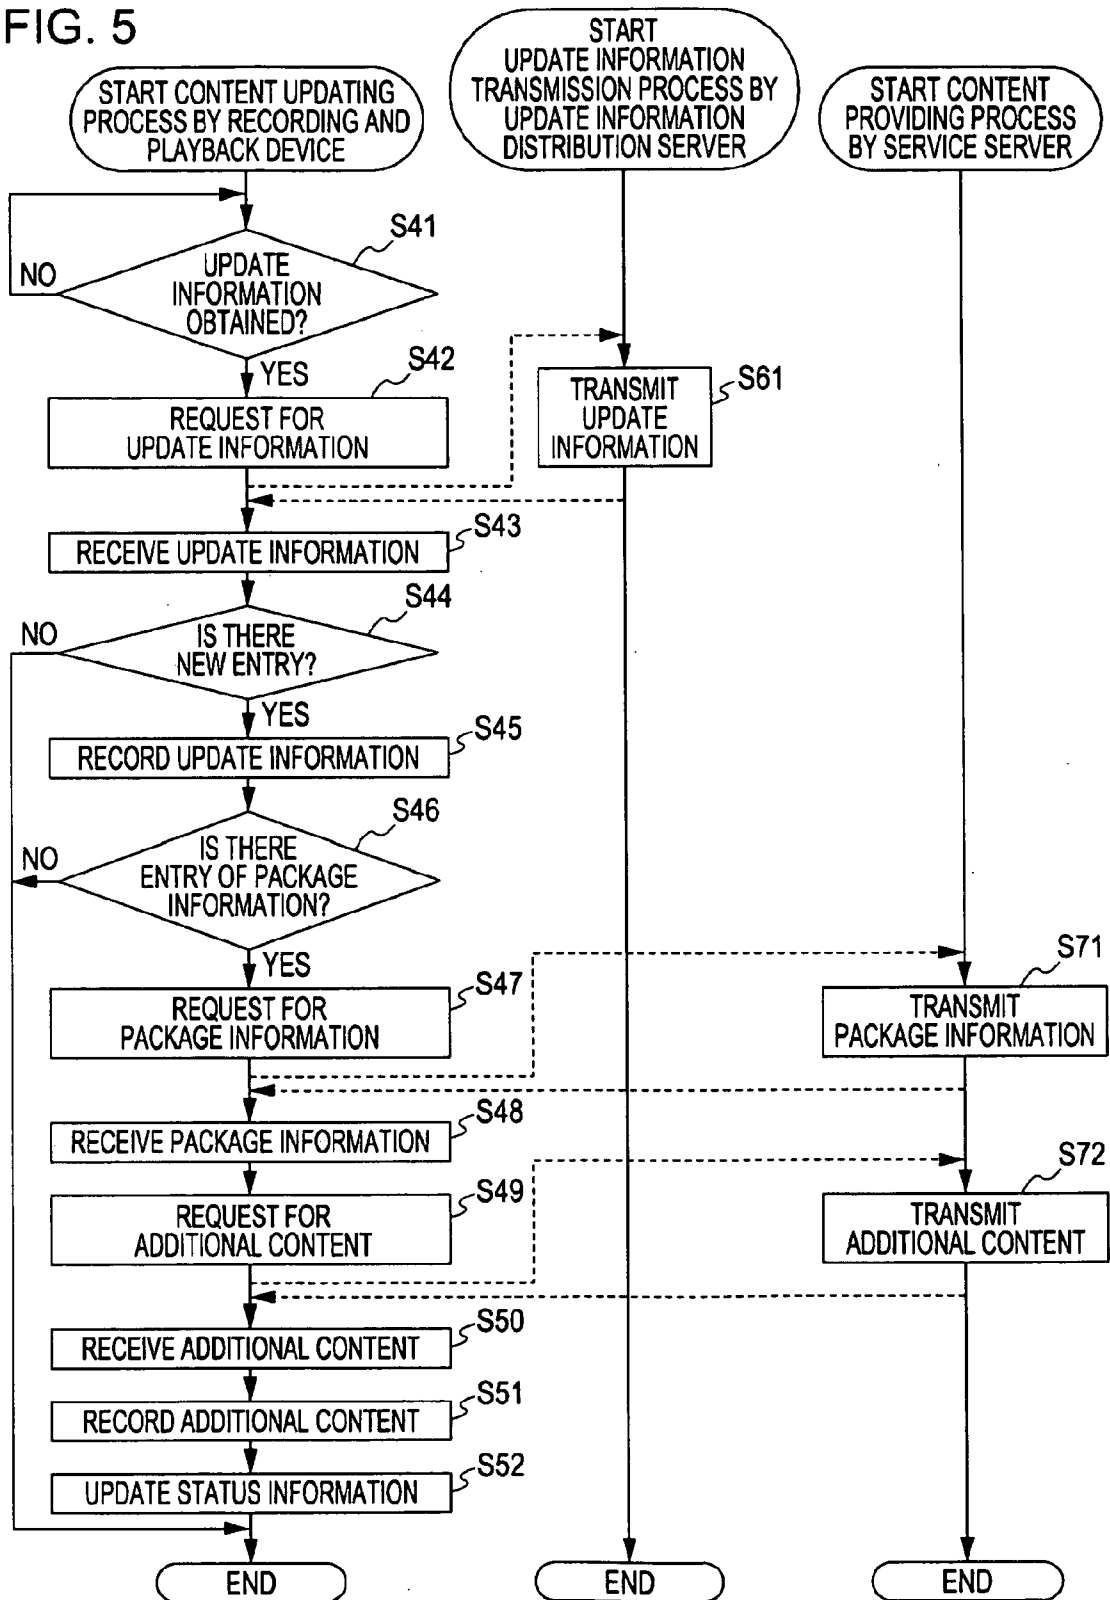 FIG. 5
START CONTENT UPDATING
PROCESS BY RECORDING AND
PLAYBACK DEVICE
START
UPDATE INFORMATION
TRANSMISSION PROCESS BY
UPDATE INFORMATION
DISTRIBUTION SERVER
START CONTENT
PROVIDING PROCESS
BY SERVICE SERVER
S41
UPDATE
INFORMATION
OBTAINED?
NO
YES
S42
REQUEST FOR
UPDATE INFORMATION
S61
TRANSMIT
UPDATE
INFORMATION
S43
RECEIVE UPDATE INFORMATION
S44
IS THERE
NEW ENTRY?
NO
YES
S45
RECORD UPDATE INFORMATION
S46
IS THERE
ENTRY OF PACKAGE
INFORMATION?
NO
YES
S47
REQUEST FOR
PACKAGE INFORMATION
S71
TRANSMIT
PACKAGE INFORMATION
S48
RECEIVE PACKAGE INFORMATION
S49
REQUEST FOR
ADDITIONAL CONTENT
S72
TRANSMIT
ADDITIONAL CONTENT
S50
RECEIVE ADDITIONAL CONTENT
S51
RECORD ADDITIONAL CONTENT
S52
UPDATE STATUS INFORMATION
END
END
END